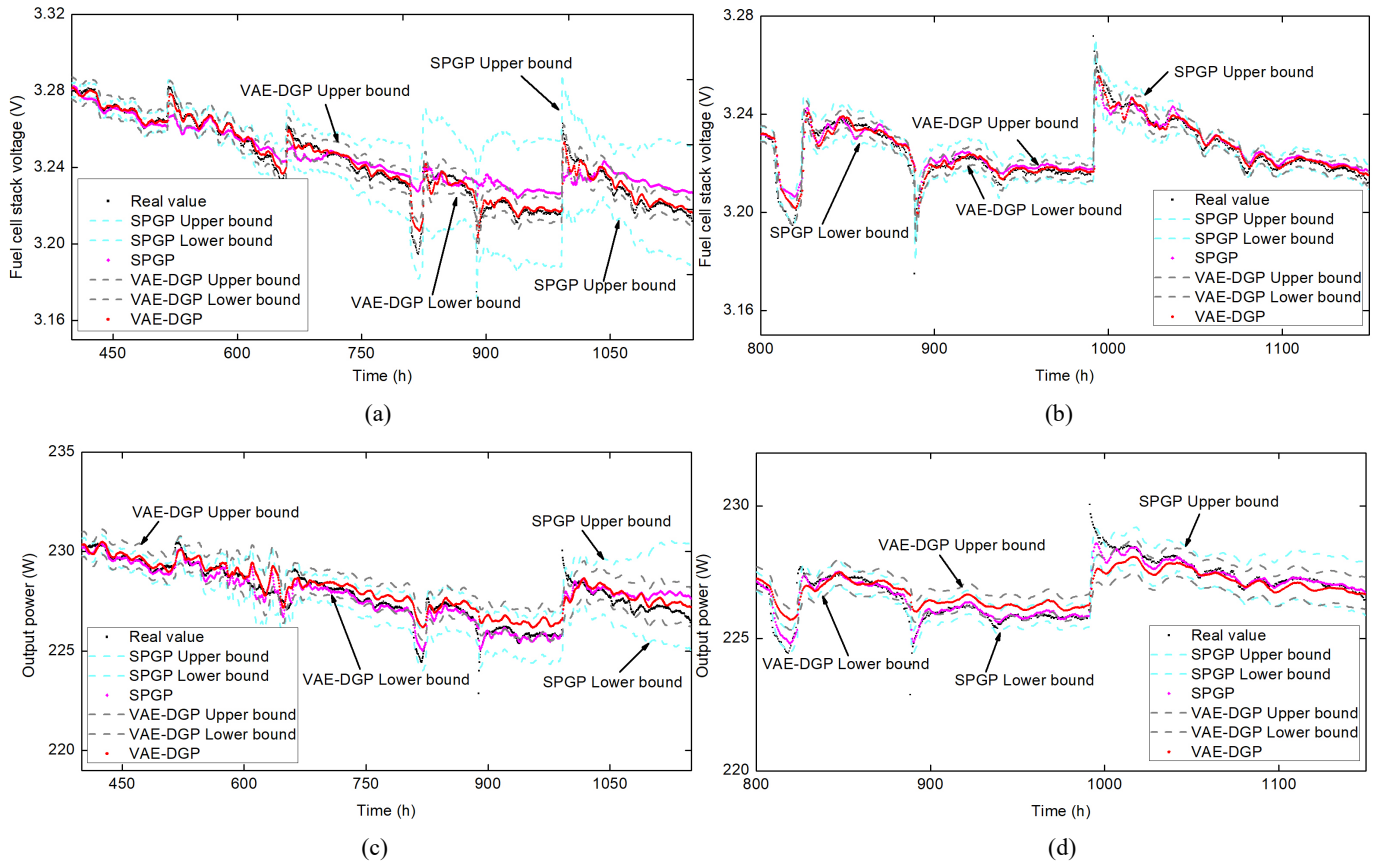 3.32
3.28
3.24
3.20
3.16
Fuel cell stack voltage (V)
SPGP Upper bound
VAE-DGP Upper bound
Real value
SPGP Upper bound
SPGP Lower bound
SPGP
VAE-DGP Upper bound
VAE-DGP Lower bound
VAE-DGP
VAE-DGP Lower bound
SPGP Upper bound
450
600
750
900
1050
Time (h)
(a)
3.28
3.24
3.20
3.16
Fuel cell stack voltage (V)
SPGP Upper bound
VAE-DGP Upper bound
VAE-DGP Lower bound
SPGP Lower bound
Real value
SPGP Upper bound
SPGP Lower bound
SPGP
VAE-DGP Upper bound
VAE-DGP Lower bound
VAE-DGP
800
900
1000
1100
Time (h)
(b)
235
230
225
220
Output power (W)
VAE-DGP Upper bound
SPGP Upper bound
Real value
SPGP Upper bound
SPGP Lower bound
SPGP
VAE-DGP Upper bound
VAE-DGP Lower bound
VAE-DGP
VAE-DGP Lower bound
SPGP Lower bound
450
600
750
900
1050
Time (h)
(c)
230
225
220
Output power (W)
SPGP Upper bound
VAE-DGP Upper bound
VAE-DGP Lower bound
SPGP Lower bound
Real value
SPGP Upper bound
SPGP Lower bound
SPGP
VAE-DGP Upper bound
VAE-DGP Lower bound
VAE-DGP
800
900
1000
1100
Time (h)
(d)